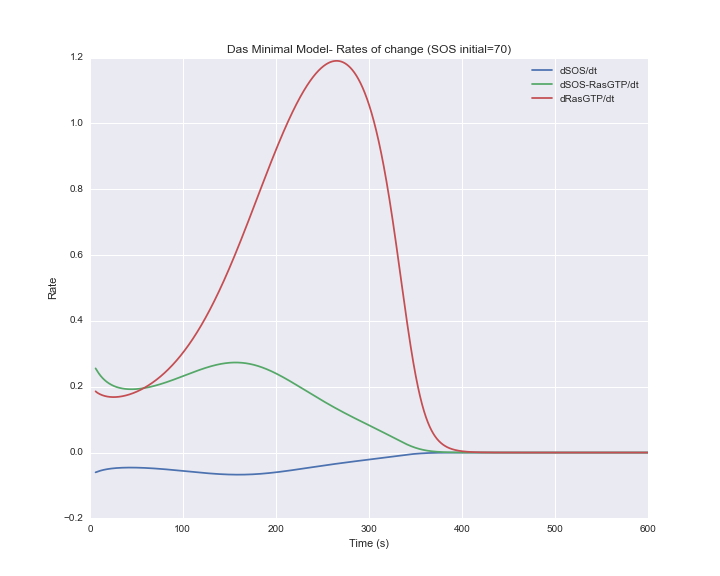 Das Minimal Model- Rates of change (SOS initial=70)
dSOS/dt
dSOS-RasGTP/dt
dRasGTP/dt
1.2
1.0
0.8
0.6
0.4
0.2
0.0
−0.2
Rate
0 100 200 300 400 500 600
Time (s)